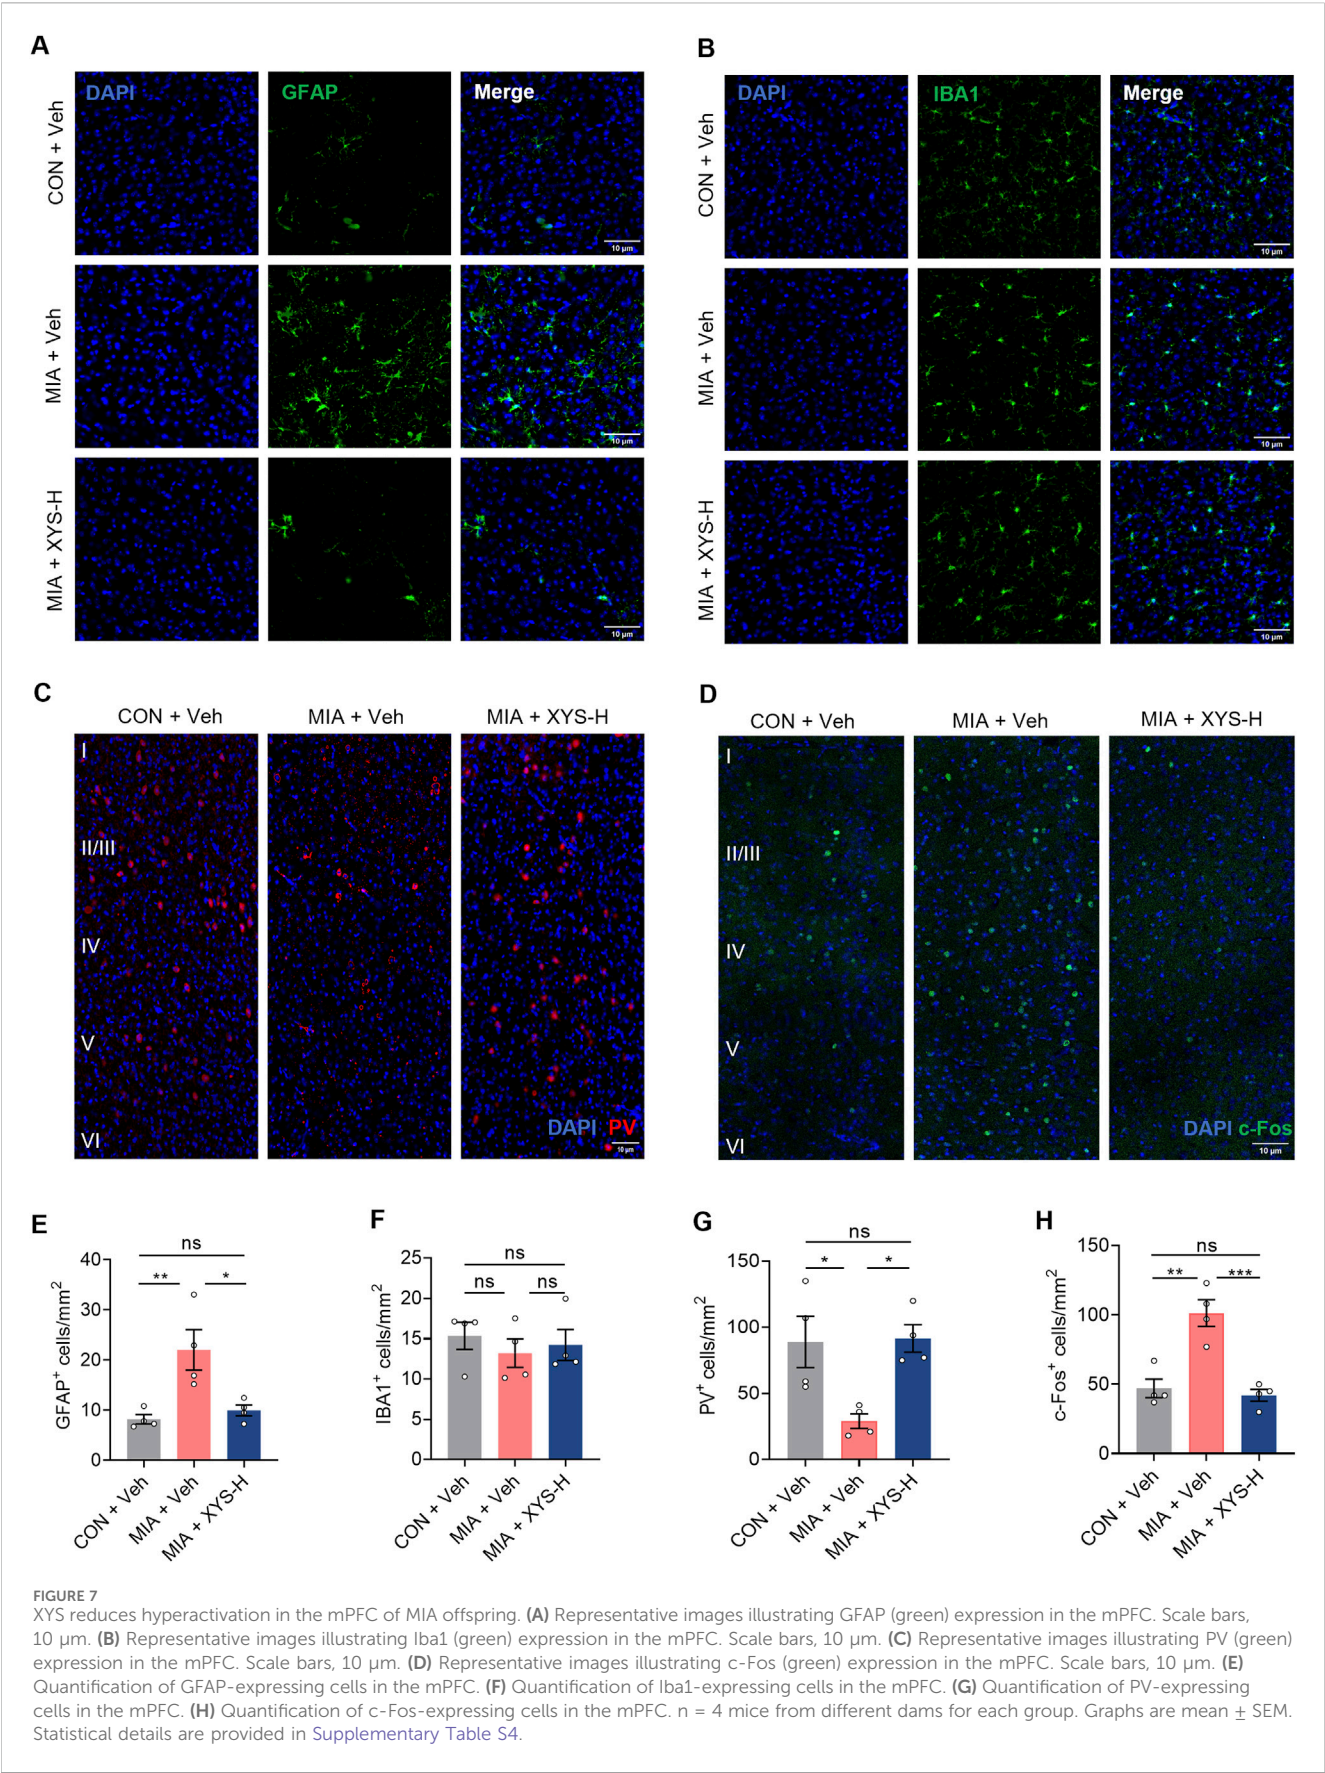 A
DAPI
GFAP
Merge
CON + Veh
10 µm
MIA + Veh
10 µm
MIA + XYS-H
10 µm
B
DAPI
IBA1
Merge
CON + Veh
10 µm
MIA + Veh
10 µm
MIA + XYS-H
10 µm
C
CON + Veh
MIA + Veh
MIA + XYS-H
I
II/III
IV
V
VI
DAPI PV
10 µm
D
CON + Veh
MIA + Veh
MIA + XYS-H
I
II/III
IV
V
VI
DAPI c-Fos
10 µm
E
GFAP+ cells/mm2
40
30
20
10
0
ns
**
*
CON + Veh
MIA + Veh
MIA + XYS-H
F
IBA1+ cells/mm2
25
20
15
10
5
0
ns
ns
ns
CON + Veh
MIA + Veh
MIA + XYS-H
G
PV+ cells/mm2
150
100
50
0
ns
*
*
CON + Veh
MIA + Veh
MIA + XYS-H
H
c-Fos+ cells/mm2
150
100
50
0
ns
**
***
CON + Veh
MIA + Veh
MIA + XYS-H
FIGURE 7
XYS reduces hyperactivation in the mPFC of MIA offspring. (A) Representative images illustrating GFAP (green) expression in the mPFC. Scale bars,
10 µm. (B) Representative images illustrating Iba1 (green) expression in the mPFC. Scale bars, 10 µm. (C) Representative images illustrating PV (green)
expression in the mPFC. Scale bars, 10 µm. (D) Representative images illustrating c-Fos (green) expression in the mPFC. Scale bars, 10 µm. (E)
Quantification of GFAP-expressing cells in the mPFC. (F) Quantification of Iba1-expressing cells in the mPFC. (G) Quantification of PV-expressing
cells in the mPFC. (H) Quantification of c-Fos-expressing cells in the mPFC. n = 4 mice from different dams for each group. Graphs are mean ± SEM.
Statistical details are provided in Supplementary Table S4.